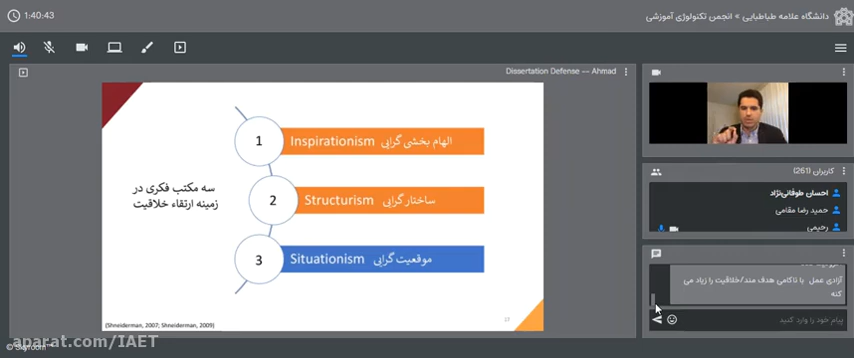 1:40:43
دانشگاه علامه طباطبایی » انجمن تکنولوژی آموزشی
Dissertation Defense -- Ahmad
سه مکتب فکری در
زمینه ارتقاء خلاقیت
1
Inspirationism الهام بخشی گرایی
2
Structurism ساختار گرایی
3
Situationism موقعیت گرایی
(Shneiderman, 2007; Shneiderman, 2009)
کاربران (261)
احسان طوفانی‌نژاد
حمید رضا مقامی
رحیمی
آزادی عمل با ناکامی هدف مند/خلاقیت را زیاد می
کنه
پیام خود را وارد کنید
aparat.com/IAET
© Skyroom